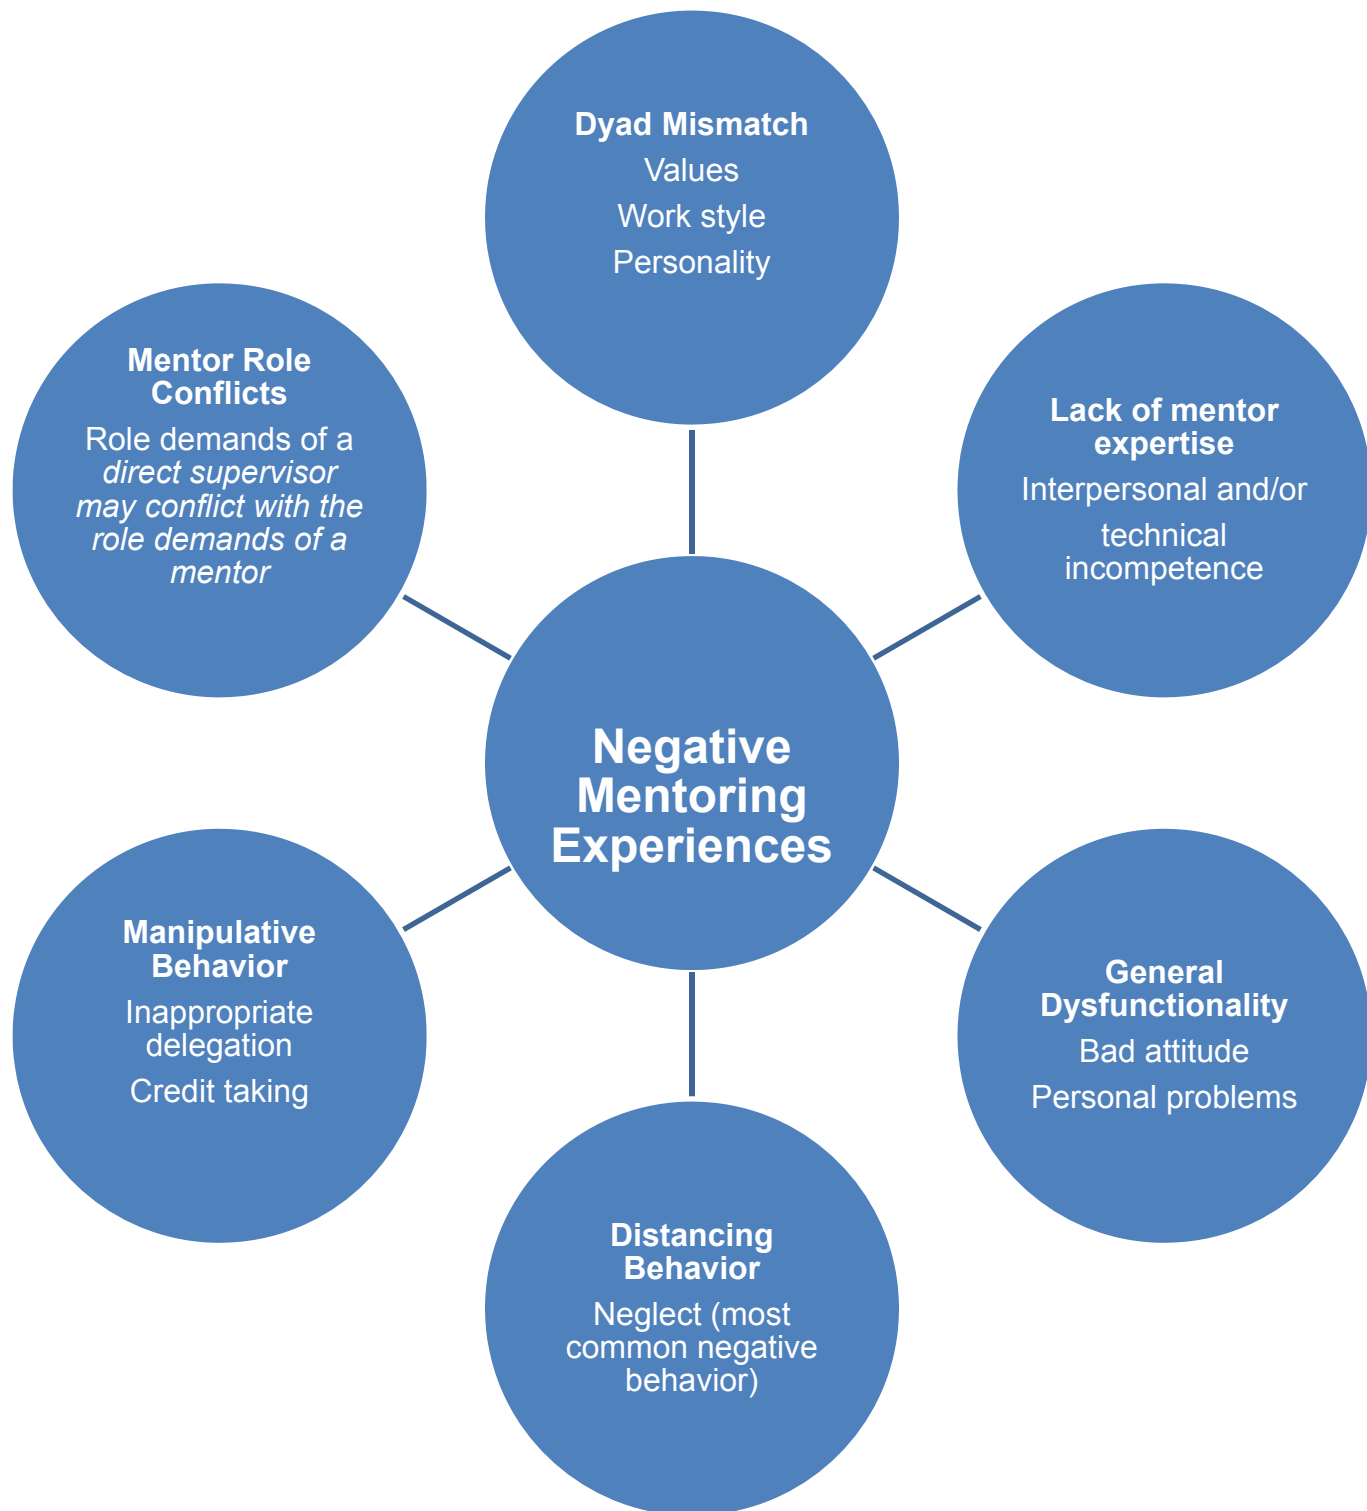 Dyad Mismatch
Values
Work style
Personality
Mentor Role
Conflicts
Role demands of a
direct supervisor
may conflict with the
role demands of a
mentor
Lack of mentor
expertise
Interpersonal and/or
technical
incompetence
Negative
Mentoring
Experiences
Manipulative
Behavior
Inappropriate
delegation
Credit taking
General
Dysfunctionality
Bad attitude
Personal problems
Distancing
Behavior
Neglect (most
common negative
behavior)